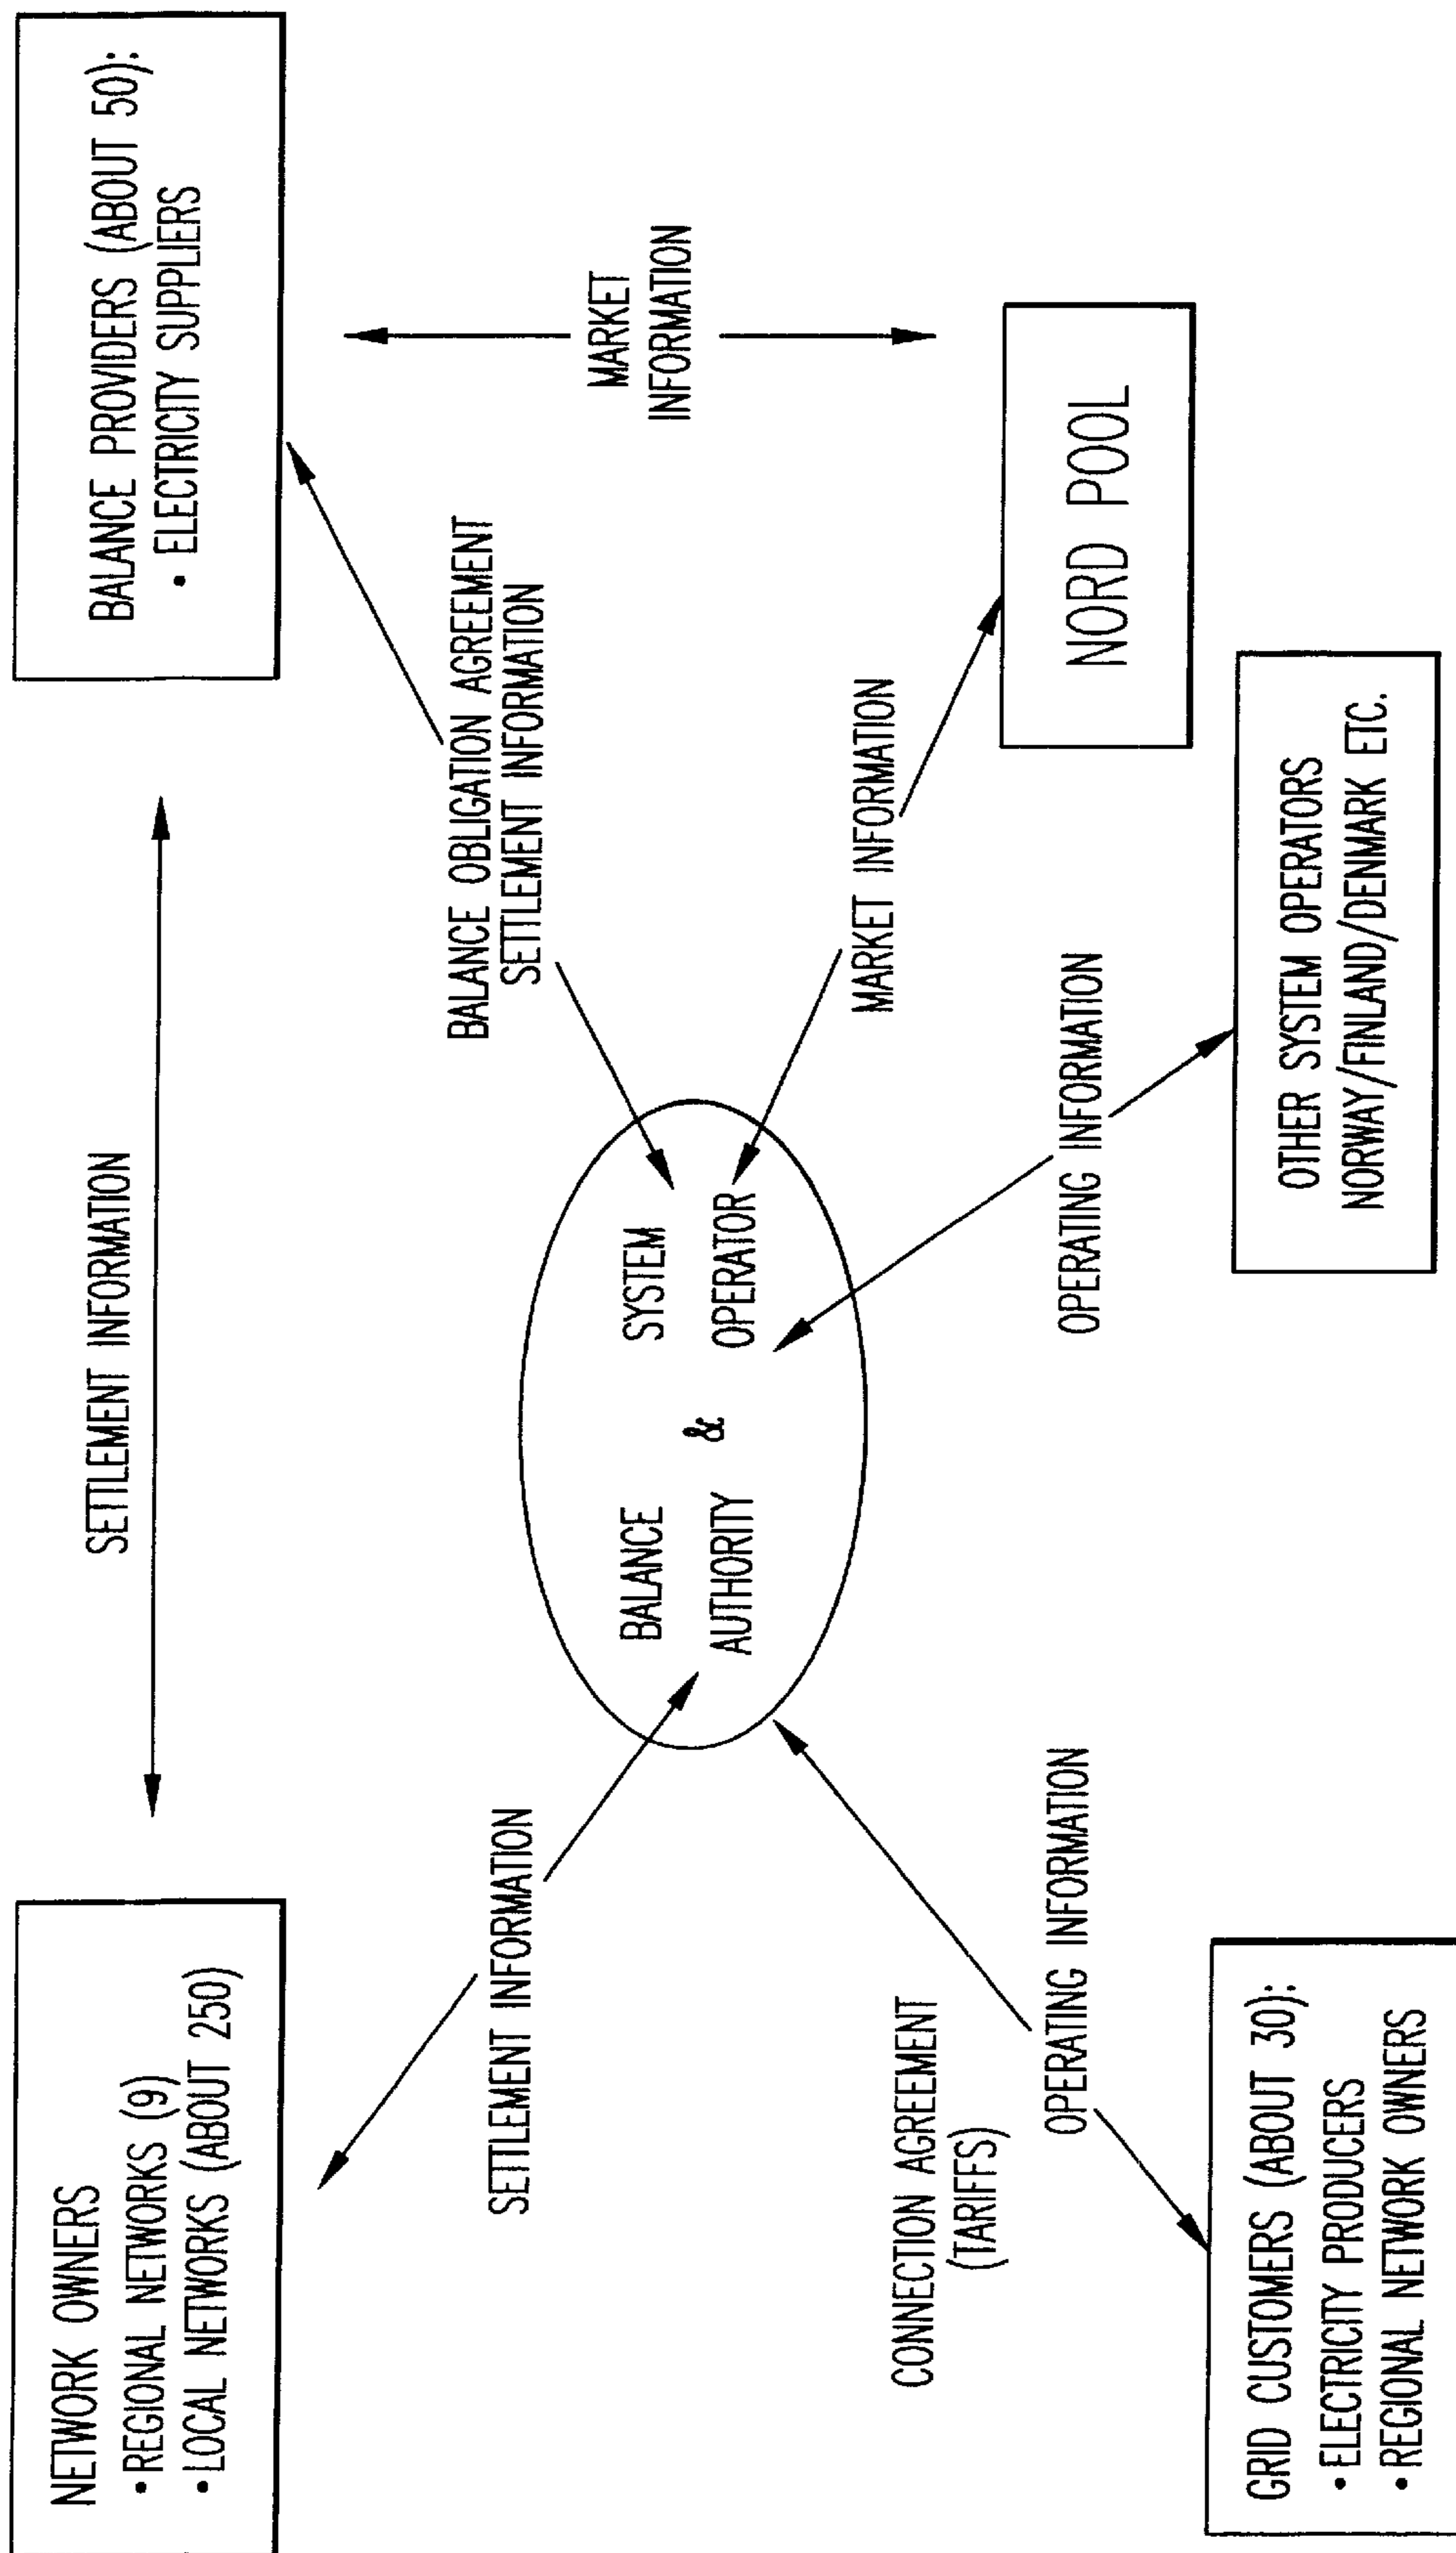 NETWORK OWNERS
• REGIONAL NETWORKS (9)
• LOCAL NETWORKS (ABOUT 250)
SETTLEMENT INFORMATION
BALANCE PROVIDERS (ABOUT 50):
• ELECTRICITY SUPPLIERS
SETTLEMENT INFORMATION
BALANCE OBLIGATION AGREEMENT
SETTLEMENT INFORMATION
MARKET
INFORMATION
BALANCE
AUTHORITY
&
SYSTEM
OPERATOR
MARKET INFORMATION
NORD POOL
CONNECTION AGREEMENT
(TARIFFS)
OPERATING INFORMATION
OPERATING INFORMATION
GRID CUSTOMERS (ABOUT 30):
• ELECTRICITY PRODUCERS
• REGIONAL NETWORK OWNERS
OTHER SYSTEM OPERATORS
NORWAY/FINLAND/DENMARK ETC.